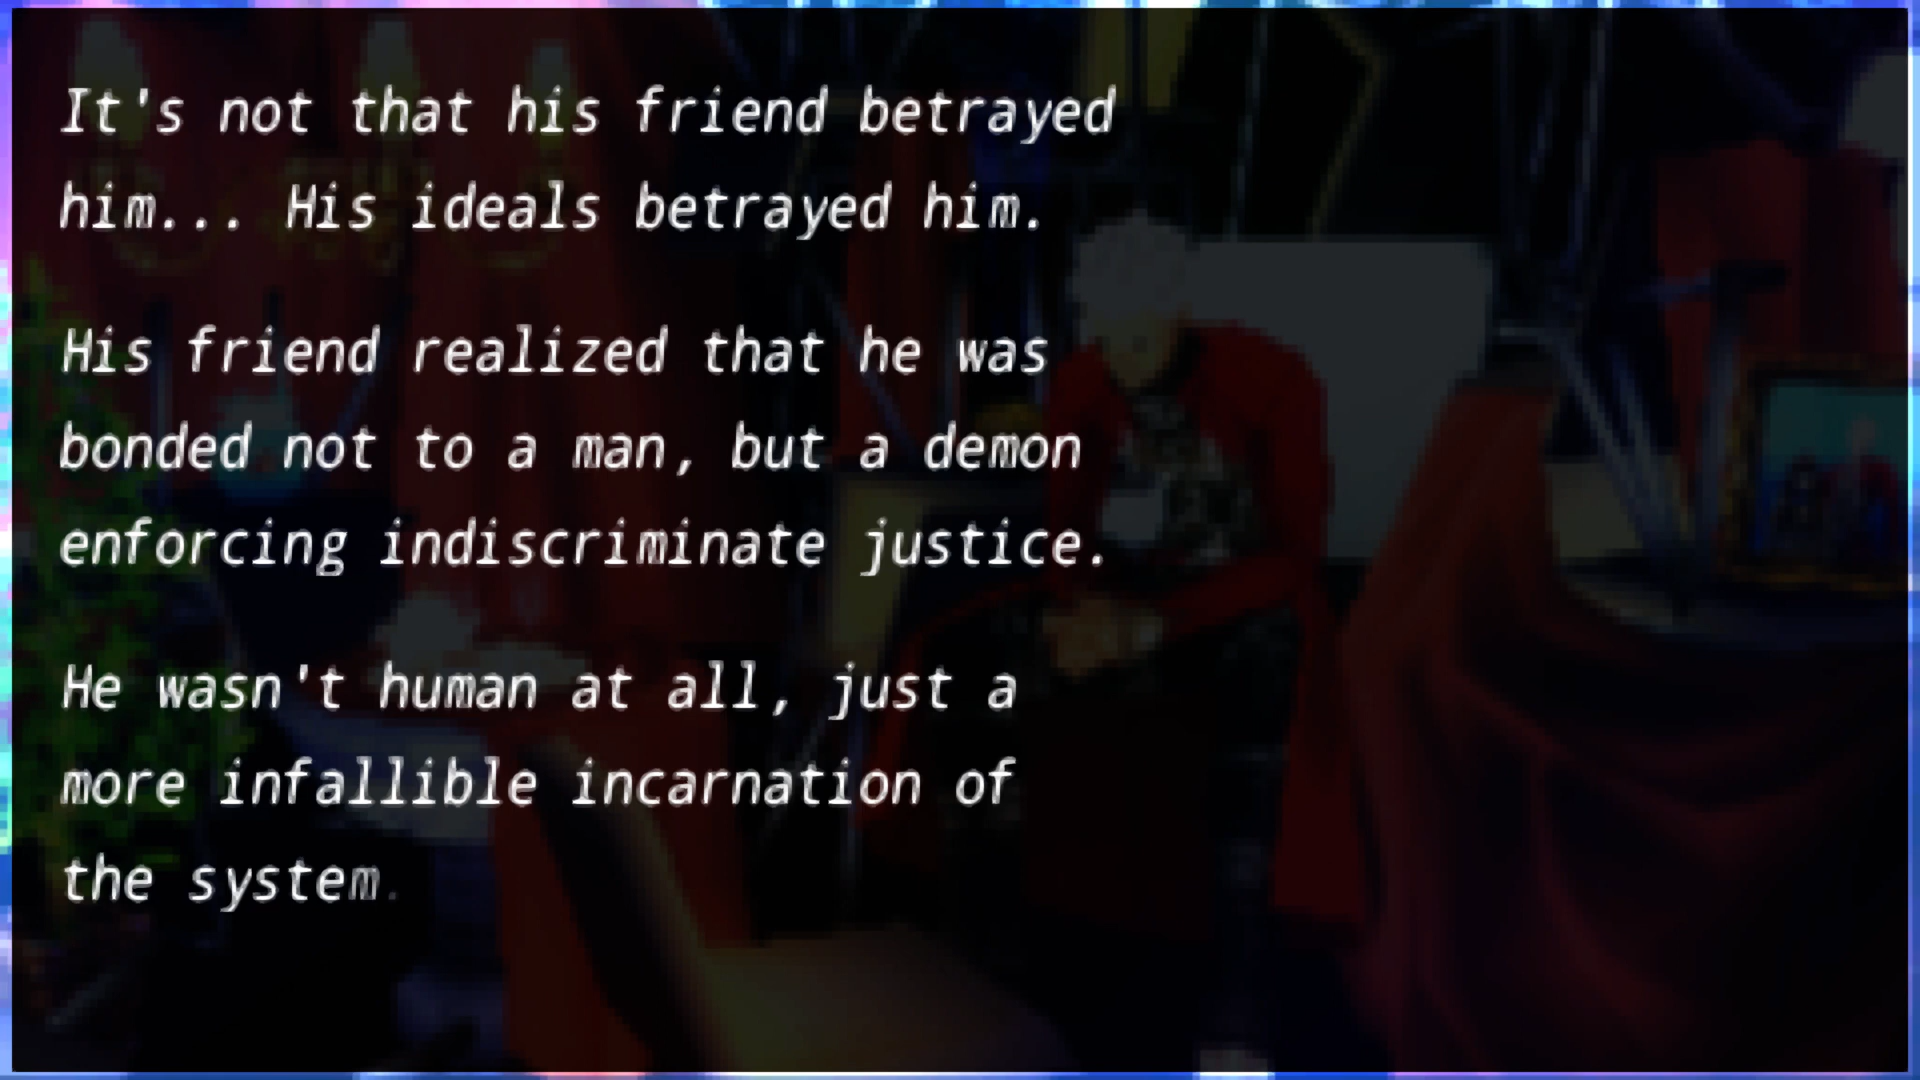 It's not that his friend betrayed
him... His ideals betrayed him.
His friend realized that he was
bonded not to a man, but a demon
enforcing indiscriminate justice.
He wasn't human at all, just a
more infallible incarnation of
the system.